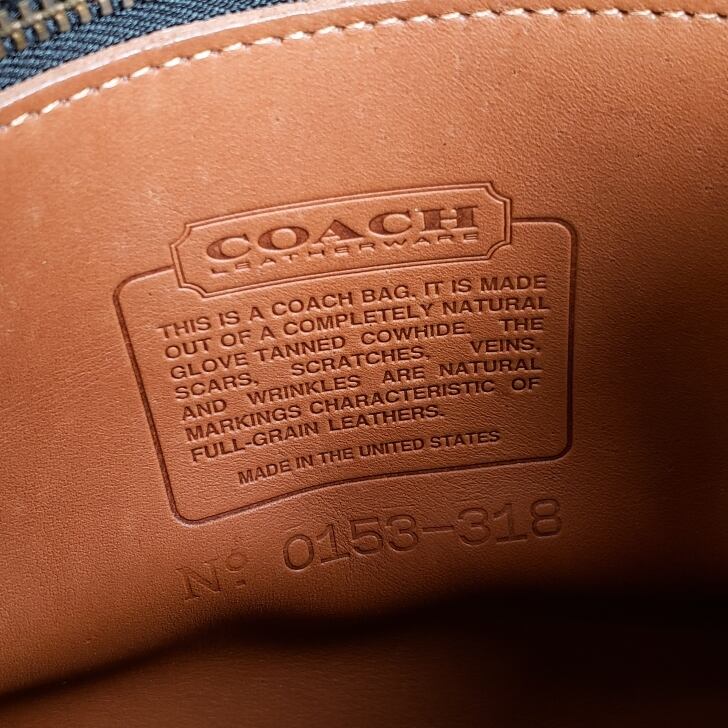 COACH
LEATHERWARE
THIS IS A COACH BAG. IT IS MADE
OUT OF A COMPLETELY NATURAL
GLOVE TANNED COWHIDE. THE
SCARS, SCRATCHES, VEINS,
AND WRINKLES ARE NATURAL
MARKINGS CHARACTERISTIC OF
FULL-GRAIN LEATHERS.
MADE IN THE UNITED STATES
Nº 0153-318